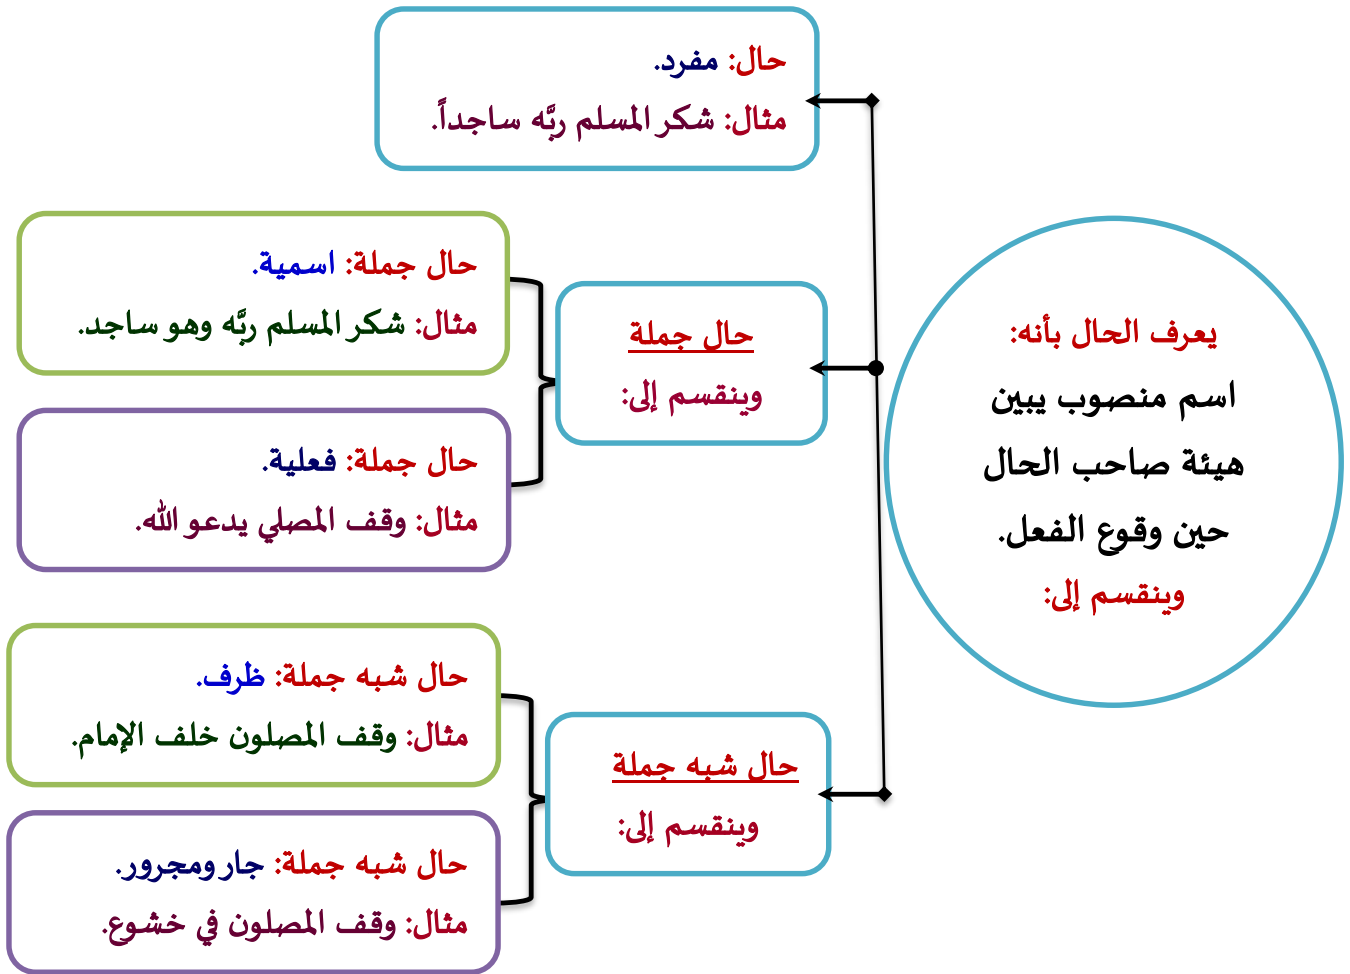 يعرف الحال بأنه:
اسم منصوب يبين
هيئة صاحب الحال
حين وقوع الفعل.
وينقسم إلى:
حال: مفرد.
مثال: شكر المسلم ربَّه ساجداً.
حال جملة
وينقسم إلى:
حال جملة: اسمية.
مثال: شكر المسلم ربَّه وهو ساجد.
حال جملة: فعلية.
مثال: وقف المصلي يدعو الله.
حال شبه جملة
وينقسم إلى:
حال شبه جملة: ظرف.
مثال: وقف المصلون خلف الإمام.
حال شبه جملة: جار ومجرور.
مثال: وقف المصلون في خشوع.